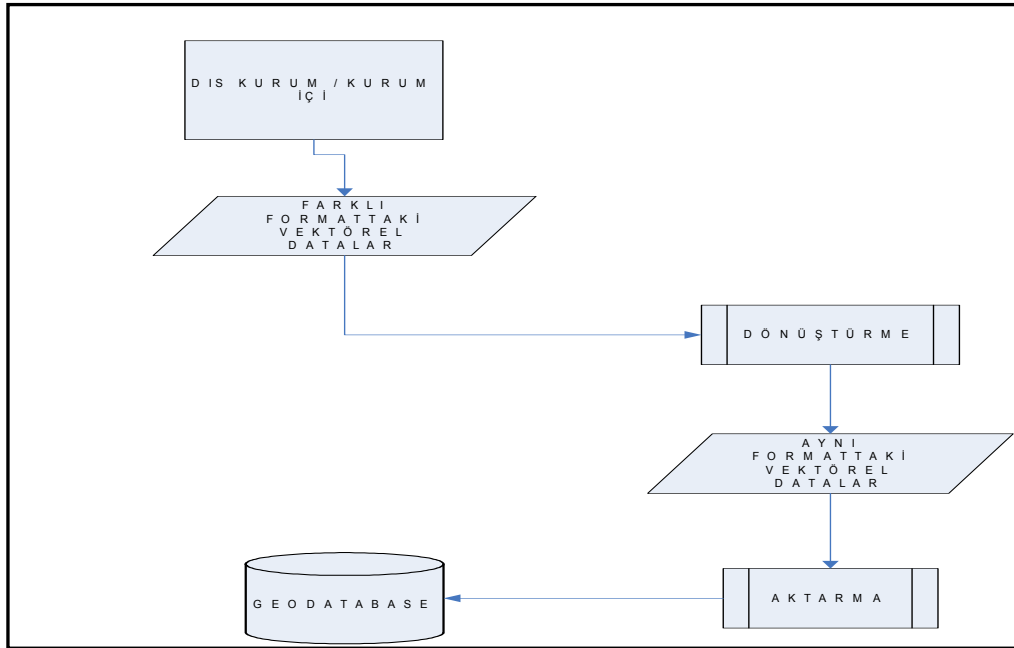 DIS KURUM / KURUM
İÇİ
FARKLI
FORMATTAKİ
VEKTÖREL
DATALAR
DÖNÜŞTÜRME
AYNI
FORMATTAKİ
VEKTÖREL
DATALAR
GEODATABASE
AKTARMA